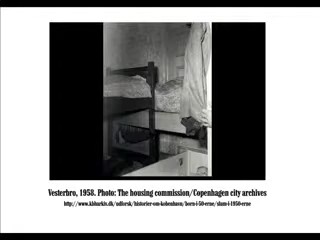 Vesterbro, 1958. Photo: The housing commission/Copenhagen city archives
http://www.kbharkiv.dk/udforsk/historier-om-kobenhavn/born-i-50-erne/slum-i-1950-erne